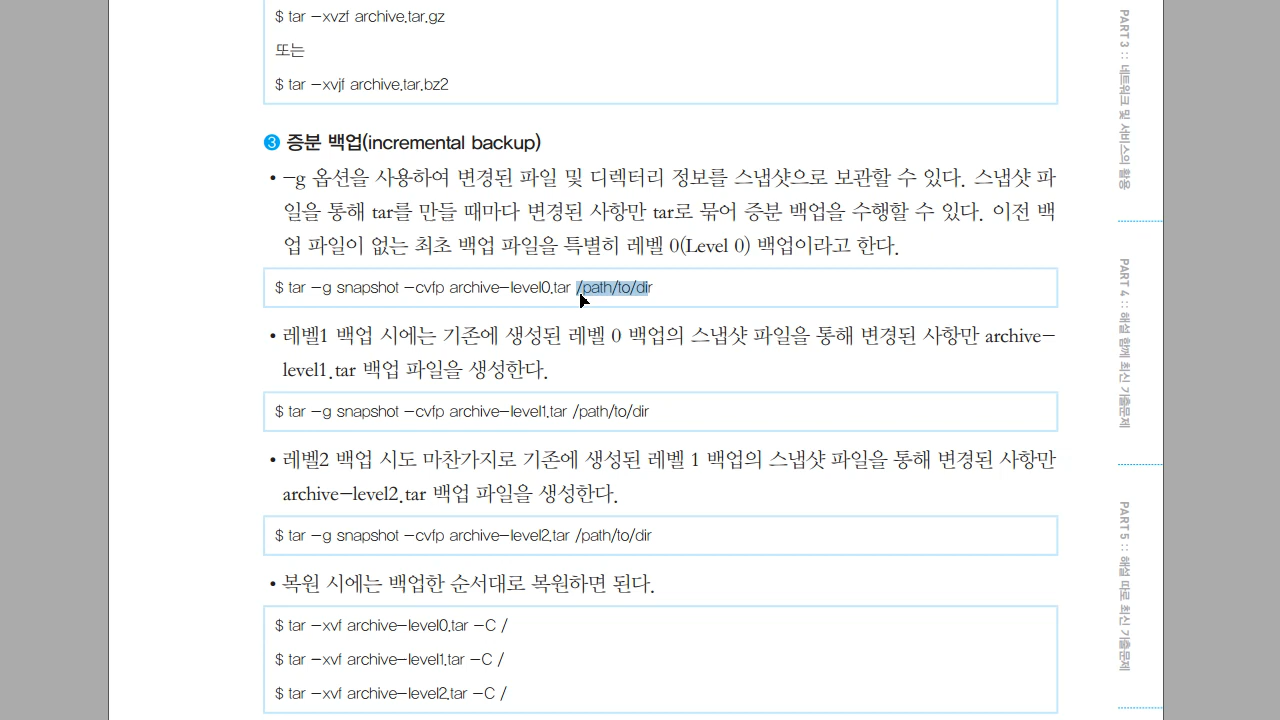 $ tar –xvzf archive.tar.gz
또는
$ tar archive
❸ 증분 백업(incremental backup)
• –g 옵션을 사용하여 변경된 파일 및 디렉터리 정보를 스냅샷으로 보관할 수 있다. 스냅샷 파
일을 통해 tar를 만들 때마다 변경된 사항만 tar로 묶어 증분 백업을 수행할 수 있다. 이전 백
업 파일이 없는 최초 백업 파일을 특별히 레벨 0(Level 0) 백업이라고 한다.
$ tar –g snapshot –cvfp archive–level0.tar /path/to/dir
• 레벨1 백업 시에는 기존에 생성된 레벨 0 백업의 스냅샷 파일을 통해 변경된 사항만 archive–
level1.tar 백업 파일을 생성한다.
$ tar –g snapshot –cvfp archive–level1.tar /path/to/dir
• 레벨2 백업 시도 마찬가지로 기존에 생성된 레벨 1 백업의 스냅샷 파일을 통해 변경된 사항만
archive–level2.tar 백업 파일을 생성한다.
$ tar –g snapshot –cvfp archive–level2.tar /path/to/dir
• 복원 시에는 백업한 순서대로 복원하면 된다.
$ tar –xvf archive–level0.tar –C /
$ tar –xvf archive–level1.tar –C /
$ tar –xvf archive–level2.tar –C /
PART 3 :: 네트워크 및 서비스의 활용
PART 4 :: 해설 함께 최신 기출문제
PART 5 :: 해설 따로 최신 기출문제